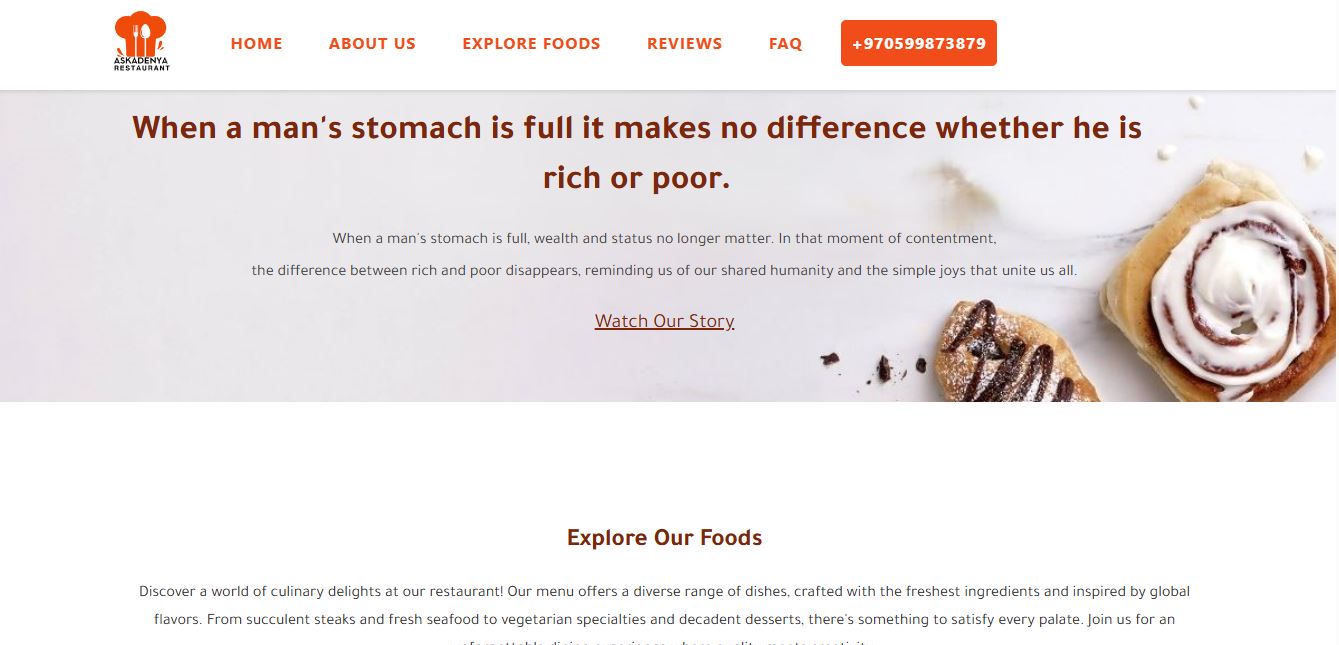 ASKADENYA
RESTAURANT
HOME ABOUT US EXPLORE FOODS REVIEWS FAQ +970599873879
When a man's stomach is full it makes no difference whether he is
rich or poor.
When a man's stomach is full, wealth and status no longer matter. In that moment of contentment,
the difference between rich and poor disappears, reminding us of our shared humanity and the simple joys that unite us all.
Watch Our Story
Explore Our Foods
Discover a world of culinary delights at our restaurant! Our menu offers a diverse range of dishes, crafted with the freshest ingredients and inspired by global
flavors. From succulent steaks and fresh seafood to vegetarian specialties and decadent desserts, there's something to satisfy every palate. Join us for an